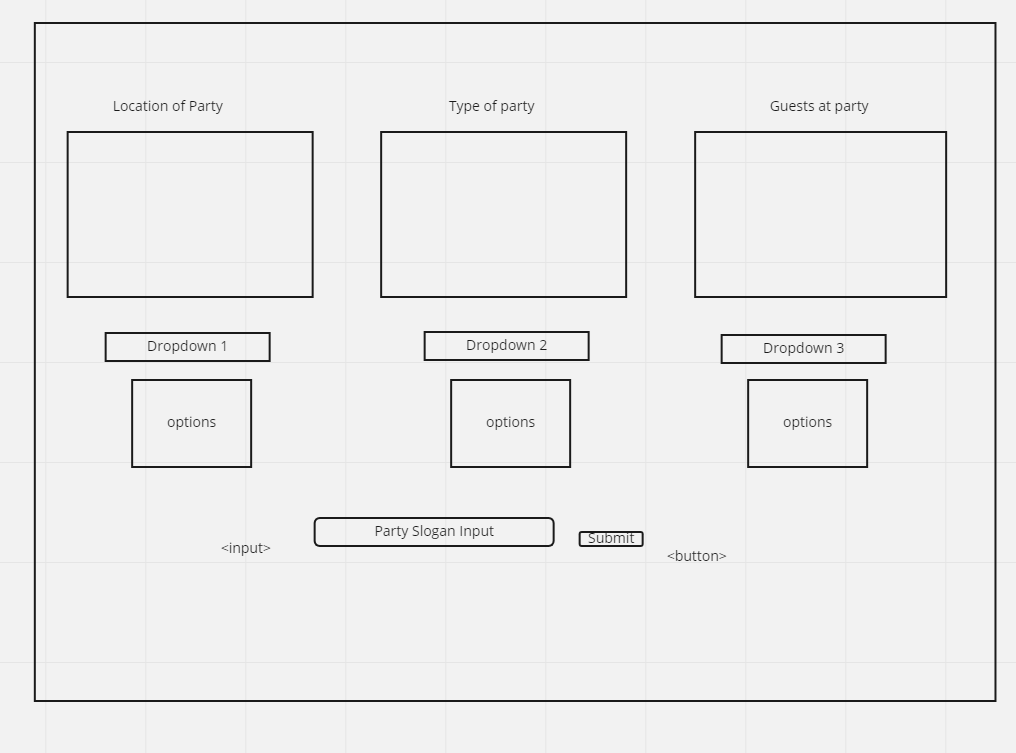 Location of Party
Type of party
Guests at party
Dropdown 1
Dropdown 2
Dropdown 3
options
options
options
<input>
Party Slogan Input
Submit
<button>